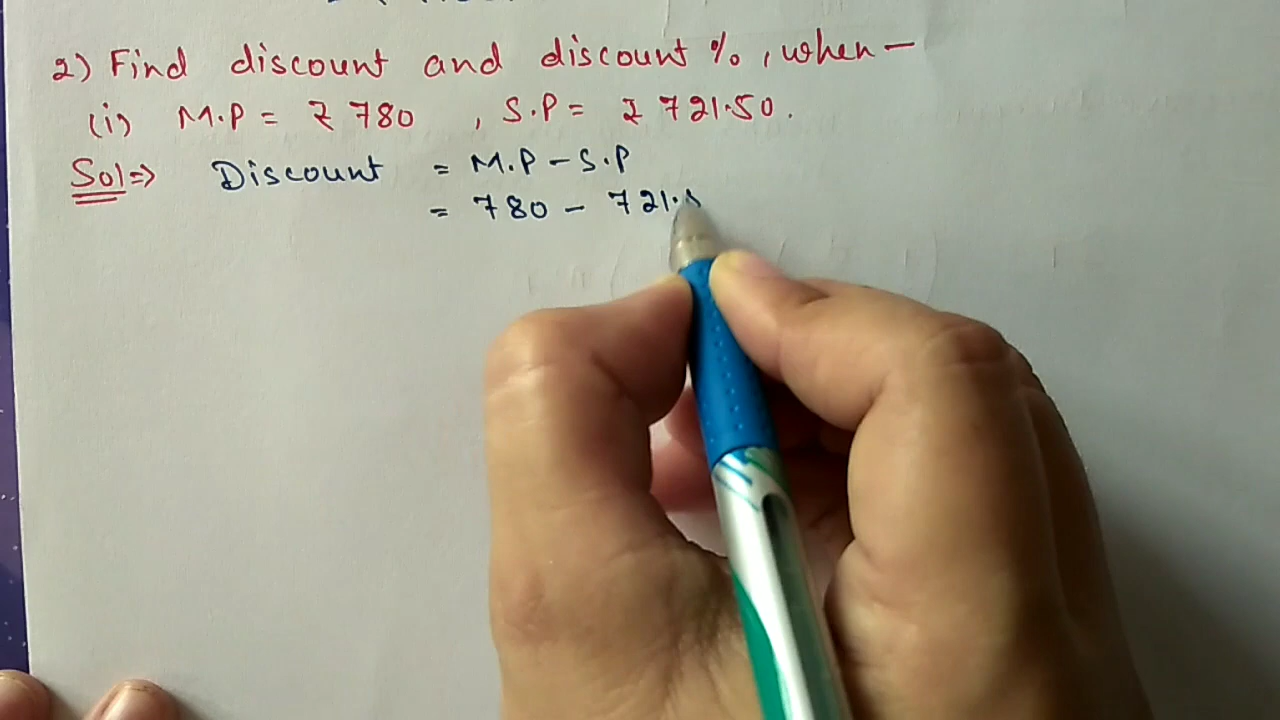 2) Find discount and discount %, when —
(i) M.P = ₹ 780 , S.P = ₹ 721.50.
Sol⇒ Discount = M.P – S.P
= 780 – 721.